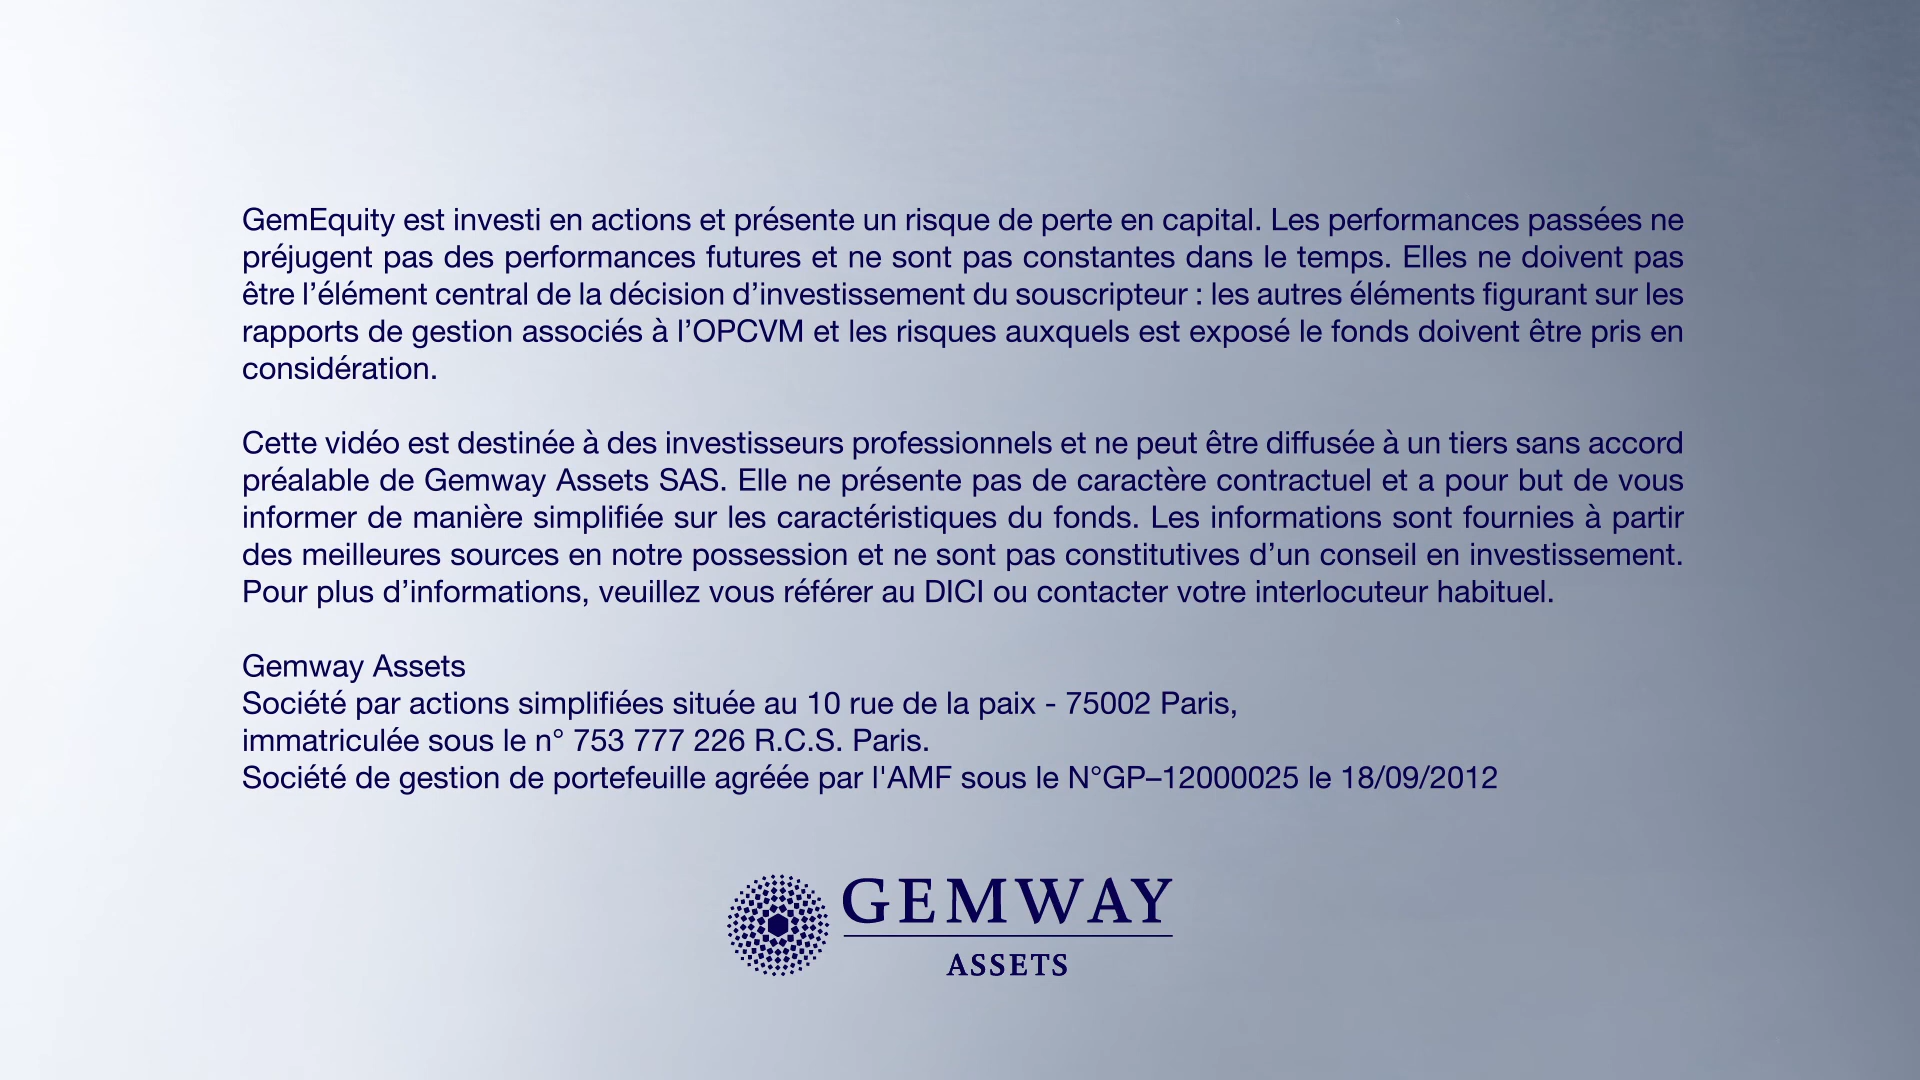 GemEquity est investi en actions et présente un risque de perte en capital. Les performances passées ne
préjugent pas des performances futures et ne sont pas constantes dans le temps. Elles ne doivent pas
être l’élément central de la décision d’investissement du souscripteur : les autres éléments figurant sur les
rapports de gestion associés à l’OPCVM et les risques auxquels est exposé le fonds doivent être pris en
considération.
Cette vidéo est destinée à des investisseurs professionnels et ne peut être diffusée à un tiers sans accord
préalable de Gemway Assets SAS. Elle ne présente pas de caractère contractuel et a pour but de vous
informer de manière simplifiée sur les caractéristiques du fonds. Les informations sont fournies à partir
des meilleures sources en notre possession et ne sont pas constitutives d’un conseil en investissement.
Pour plus d’informations, veuillez vous référer au DICI ou contacter votre interlocuteur habituel.
Gemway Assets
Société par actions simplifiées située au 10 rue de la paix - 75002 Paris,
immatriculée sous le n° 753 777 226 R.C.S. Paris.
Société de gestion de portefeuille agréée par l'AMF sous le N°GP–12000025 le 18/09/2012
GEMWAY
ASSETS